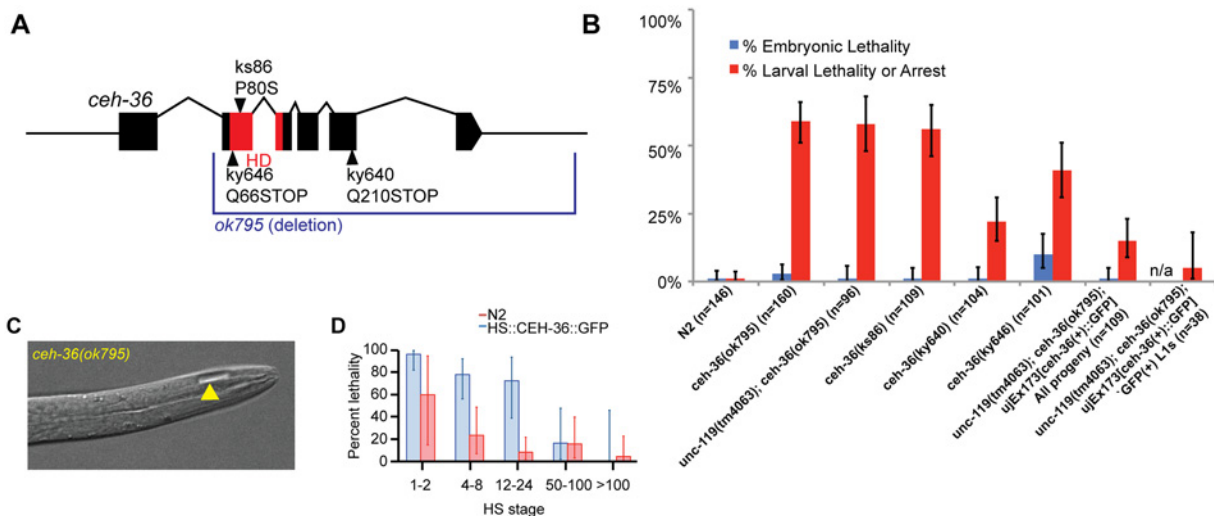 A
ks86
P80S
ceh-36
HD
ky646
Q66STOP
ky640
Q210STOP
ok795 (deletion)
B
100%
75%
50%
25%
0%
% Embryonic Lethality
% Larval Lethality or Arrest
n/a
N2 (n=146)
ceh-36(ok795) (n=160)
unc-119(tm4063); ceh-36(ok795) (n=96)
ceh-36(ks86) (n=109)
ceh-36(ky640) (n=104)
ceh-36(ky646) (n=101)
unc-119(tm4063); ceh-36(ok795);
ujEx173[ceh-36(+)::GFP]
All progeny (n=109)
unc-119(tm4063); ceh-36(ok795);
ujEx173[ceh-36(+)::GFP]
GFP(+) L1s (n=38)
C
ceh-36(ok795)
D
N2
HS::CEH-36::GFP
Percent lethality
100
80
60
40
20
0
1-2
4-8
12-24
50-100
>100
HS stage